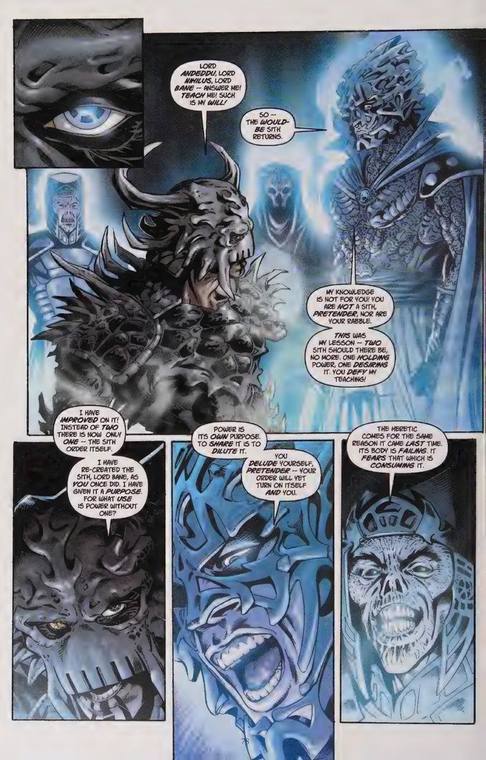 LORD
ANDEDDU, LORD
NIHILUS, LORD
BANE -- ANSWER ME!
TEACH ME! SUCH
IS MY WILL!
SO --
THE WOULD-
BE SITH
RETURNS.
MY KNOWLEDGE
IS NOT FOR YOU! YOU
ARE NOT A SITH,
PRETENDER, NOR ARE
YOUR RABBLE.
THIS WAS
MY LESSON -- TWO
SITH SHOULD THERE BE,
NO MORE. ONE HOLDING
POWER, ONE DESIRING
IT. YOU DEFY MY
TEACHING!
I HAVE
IMPROVED ON IT!
INSTEAD OF TWO
THERE IS NOW ONLY
ONE -- THE SITH
ORDER ITSELF.
I HAVE
RE-CREATED THE
SITH, LORD BANE, AS
YOU ONCE DID. I HAVE
GIVEN IT A PURPOSE.
FOR WHAT USE
IS POWER WITHOUT
ONE?
POWER IS
ITS OWN PURPOSE.
TO SHARE IT IS TO
DILUTE IT.
YOU
DELUDE YOURSELF,
PRETENDER -- YOUR
ORDER WILL YET
TURN ON ITSELF
AND YOU.
THE HERETIC
COMES FOR THE SAME
REASON IT CAME LAST TIME.
ITS BODY IS FAILING. IT
FEARS THAT WHICH IS
CONSUMING IT.